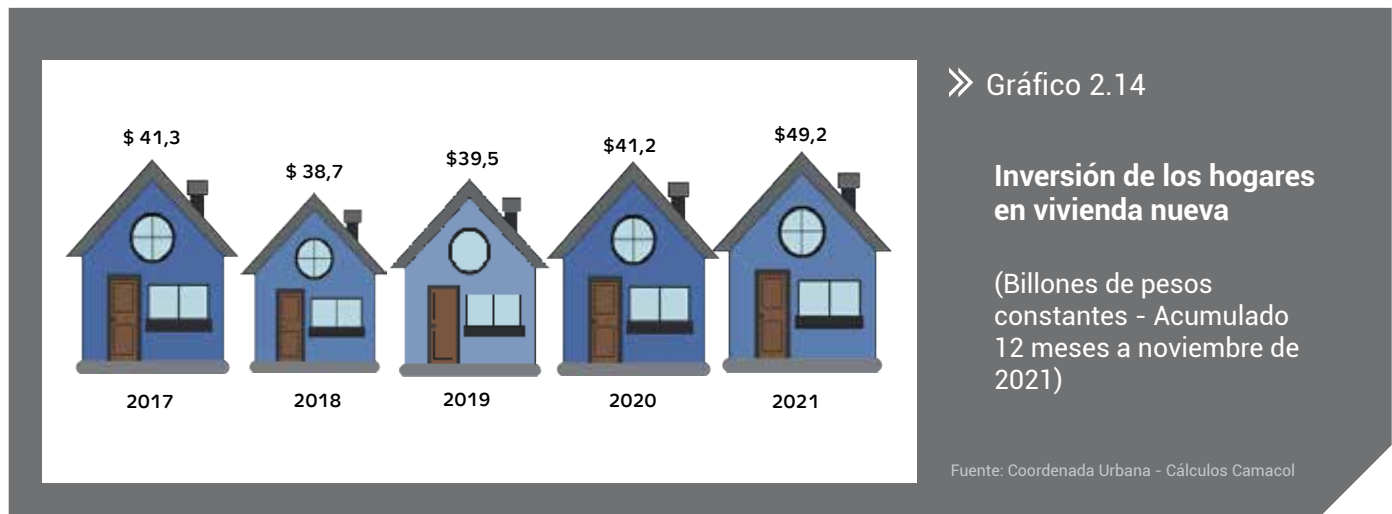 $ 41,3
$ 38,7
$39,5
$41,2
$49,2
2017
2018
2019
2020
2021
Gráfico 2.14
Inversión de los hogares
en vivienda nueva
(Billones de pesos
constantes - Acumulado
12 meses a noviembre de
2021)
Fuente: Coordenada Urbana - Cálculos Camacol